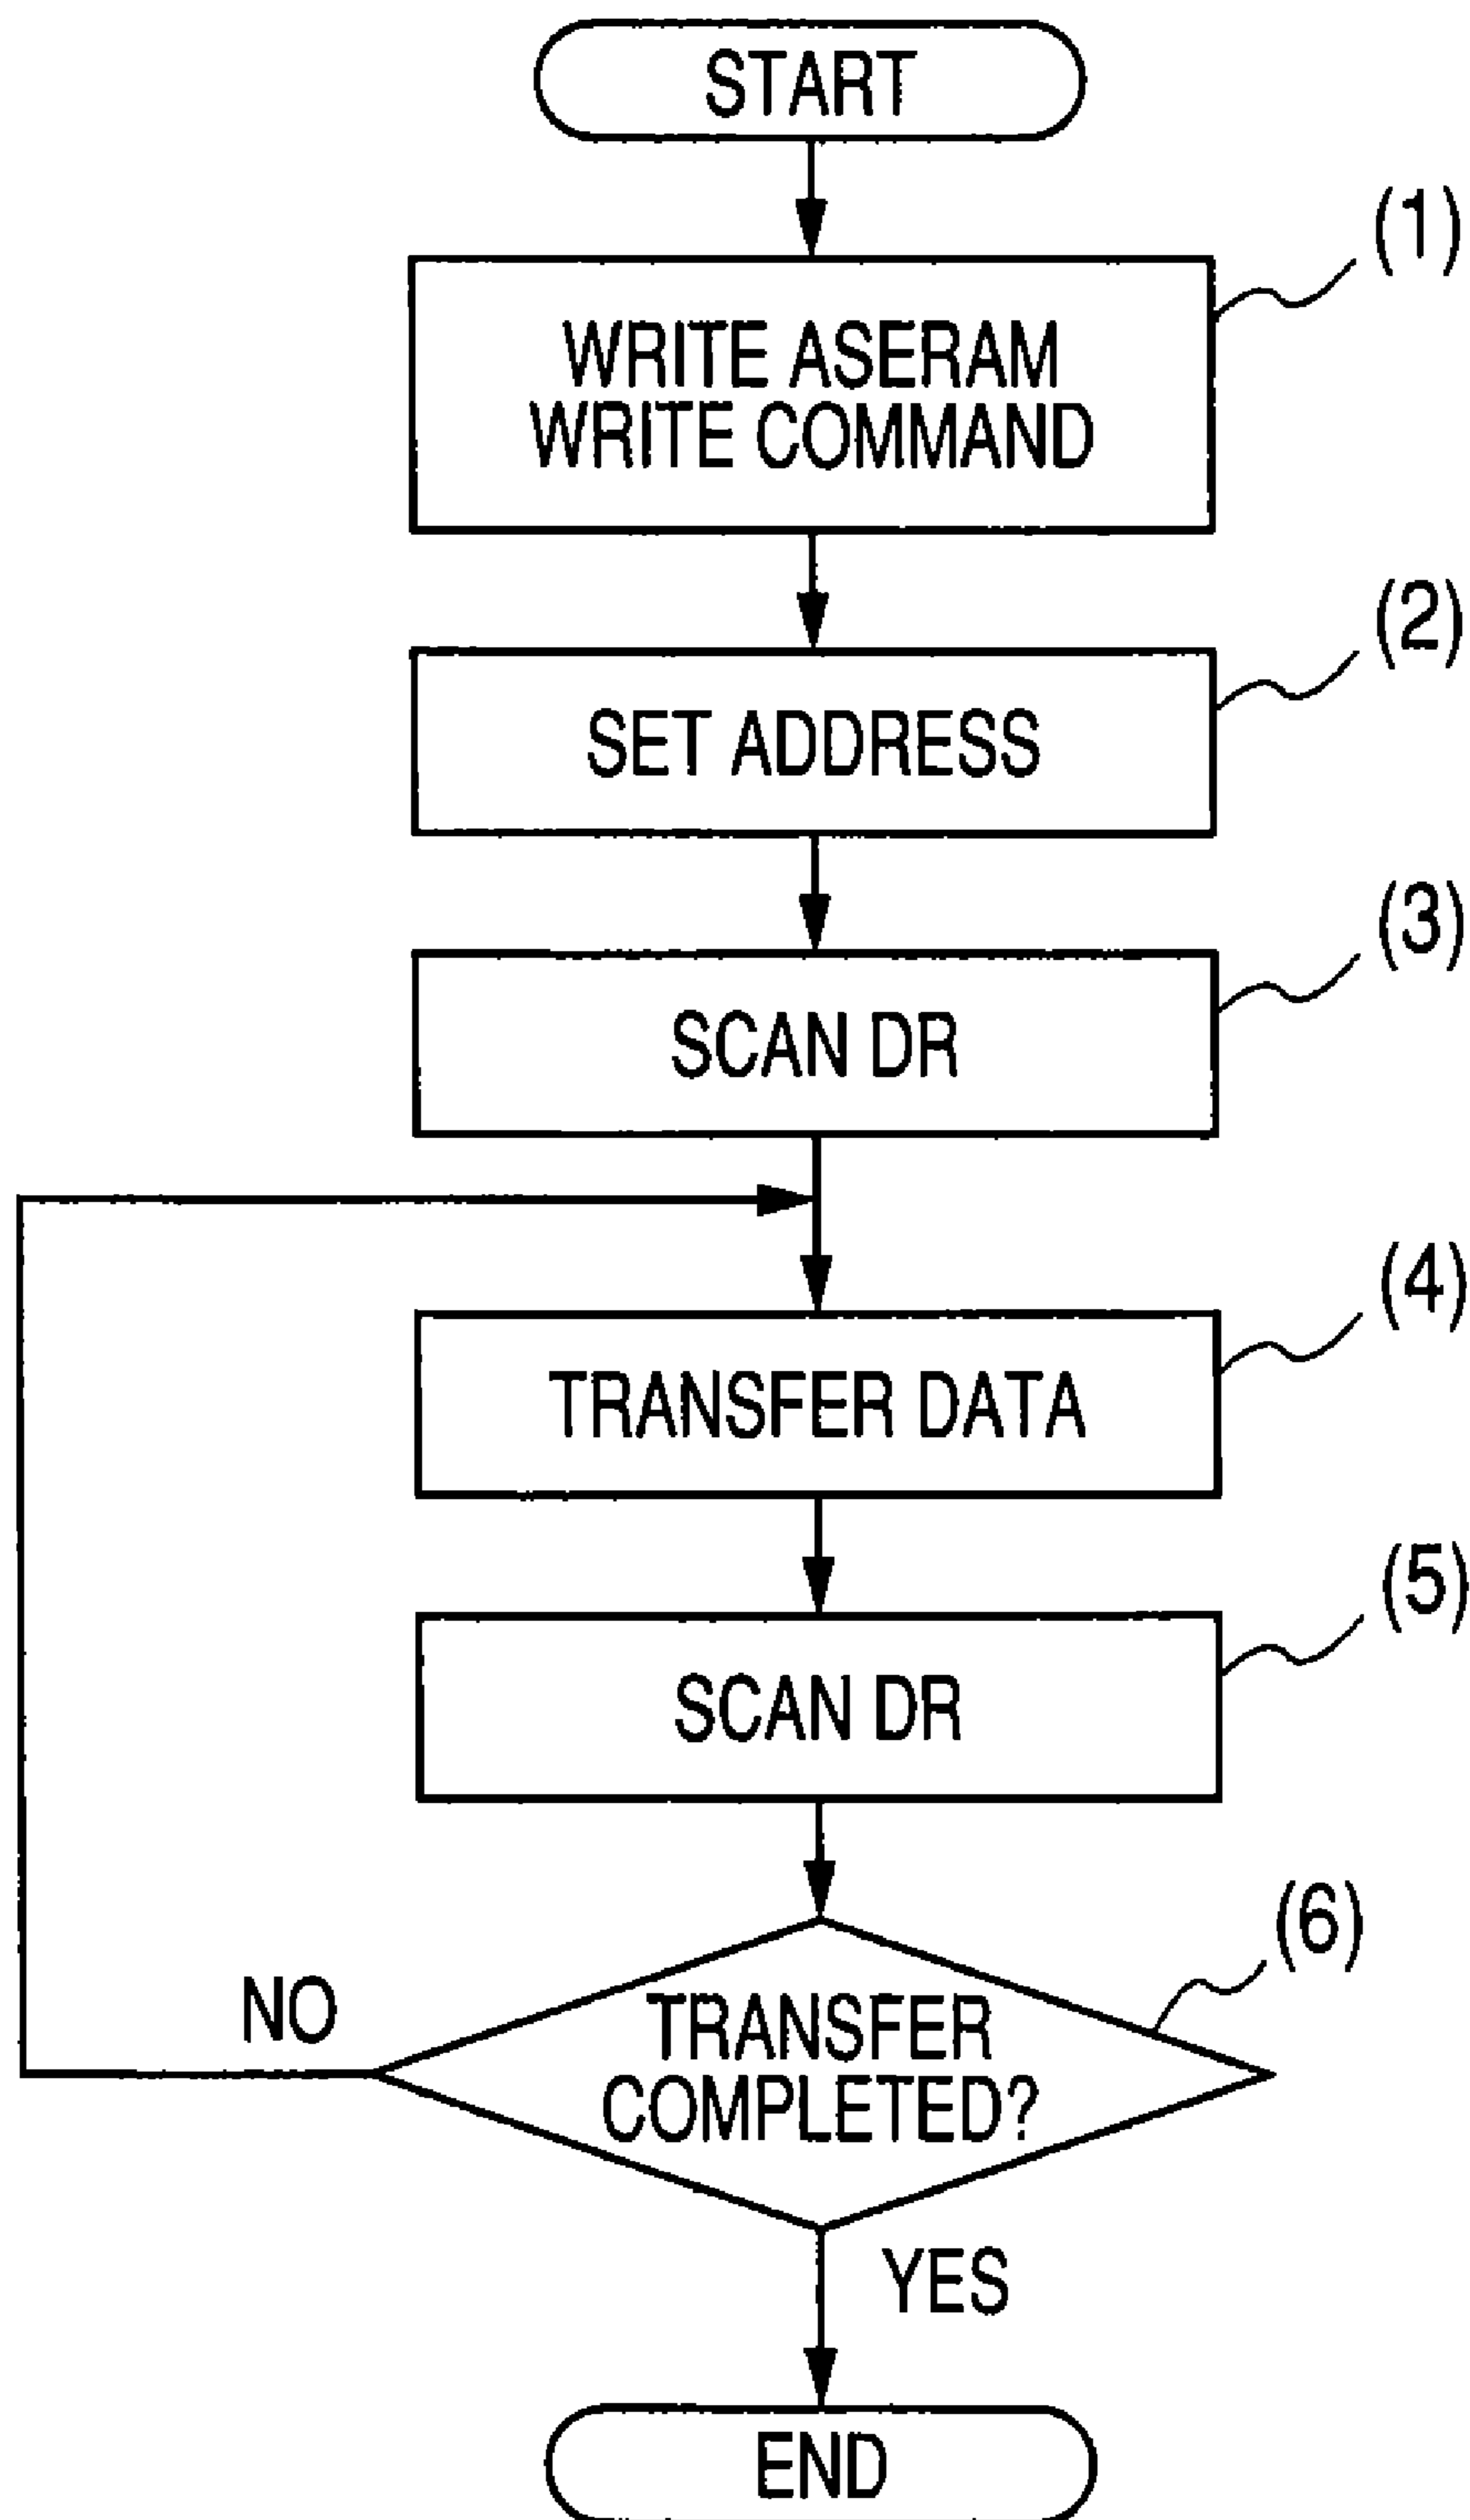 START
(1)
WRITE ASERAM
WRITE COMMAND
(2)
SET ADDRESS
(3)
SCAN DR
(4)
TRANSFER DATA
(5)
SCAN DR
(6)
NO
TRANSFER
COMPLETED?
YES
END